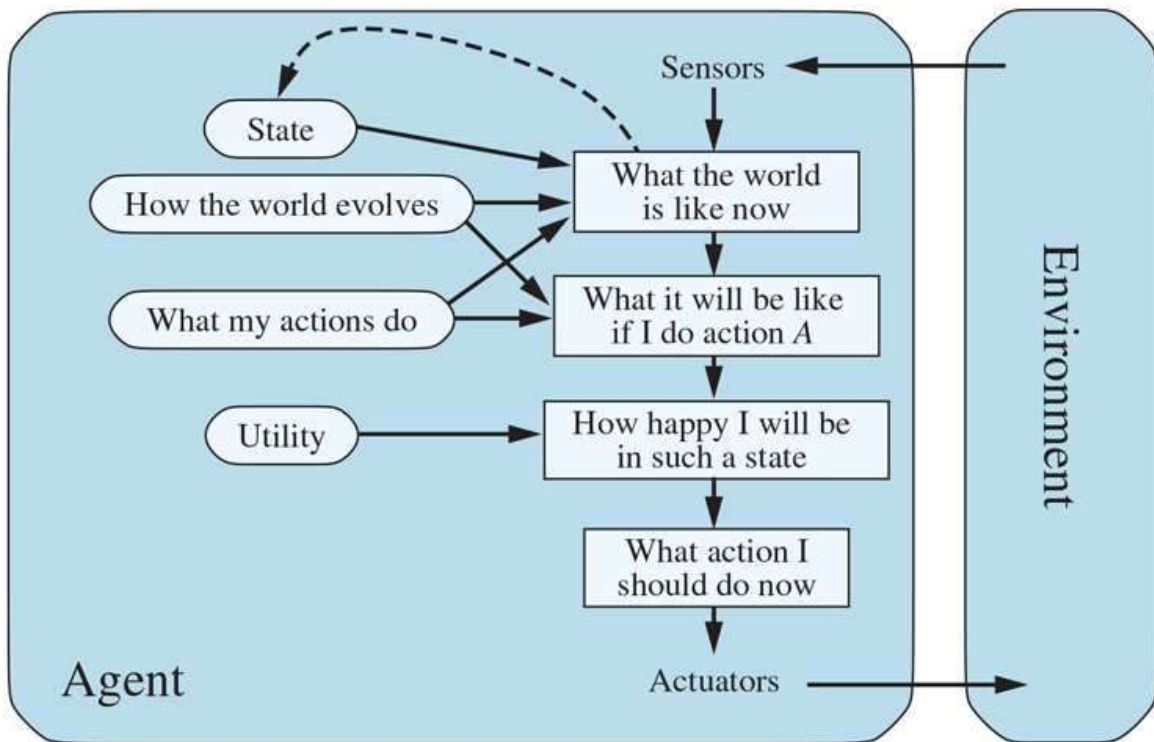 Sensors
State
What the world
is like now
How the world evolves
What my actions do
What it will be like
if I do action A
Utility
How happy I will be
in such a state
What action I
should do now
Agent
Actuators
Environment